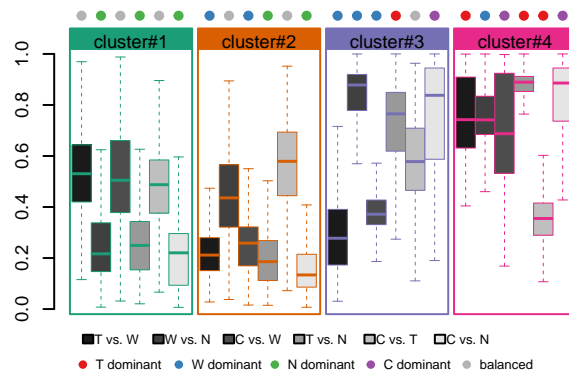 cluster#1 cluster#2 cluster#3 cluster#4
1.0
0.8
0.6
0.4
0.2
0.0
T vs. W W vs. N C vs. W T vs. N C vs. T C vs. N
T dominant W dominant N dominant C dominant balanced